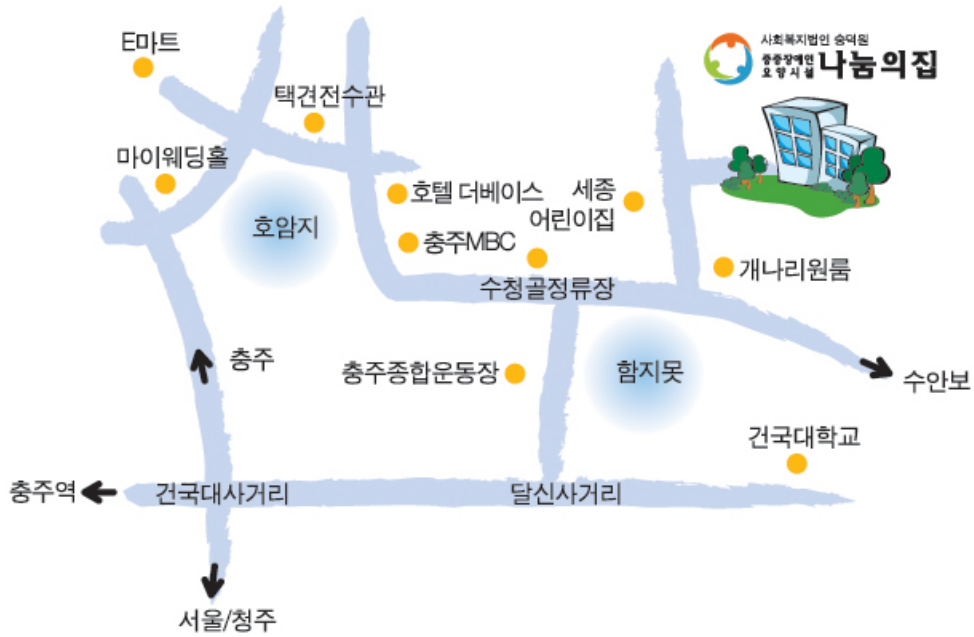 E마트
사회복지법인 숭덕원
중증장애인
요양시설
나눔의집
택견전수관
마이웨딩홀
호암지
호텔 더베이스
세종
어린이집
충주MBC
수청골정류장
개나리원룸
충주
충주종합운동장
함지못
수안보
건국대학교
충주역
건국대사거리
달신사거리
서울/청주